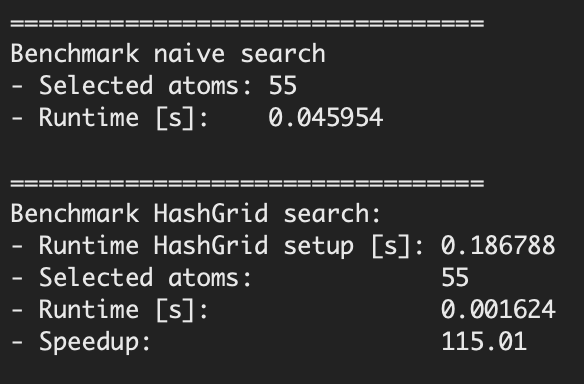 =================================
Benchmark naive search
- Selected atoms: 55
- Runtime [s]:    0.045954

=================================
Benchmark HashGrid search:
- Runtime HashGrid setup [s]: 0.186788
- Selected atoms:             55
- Runtime [s]:                0.001624
- Speedup:                    115.01